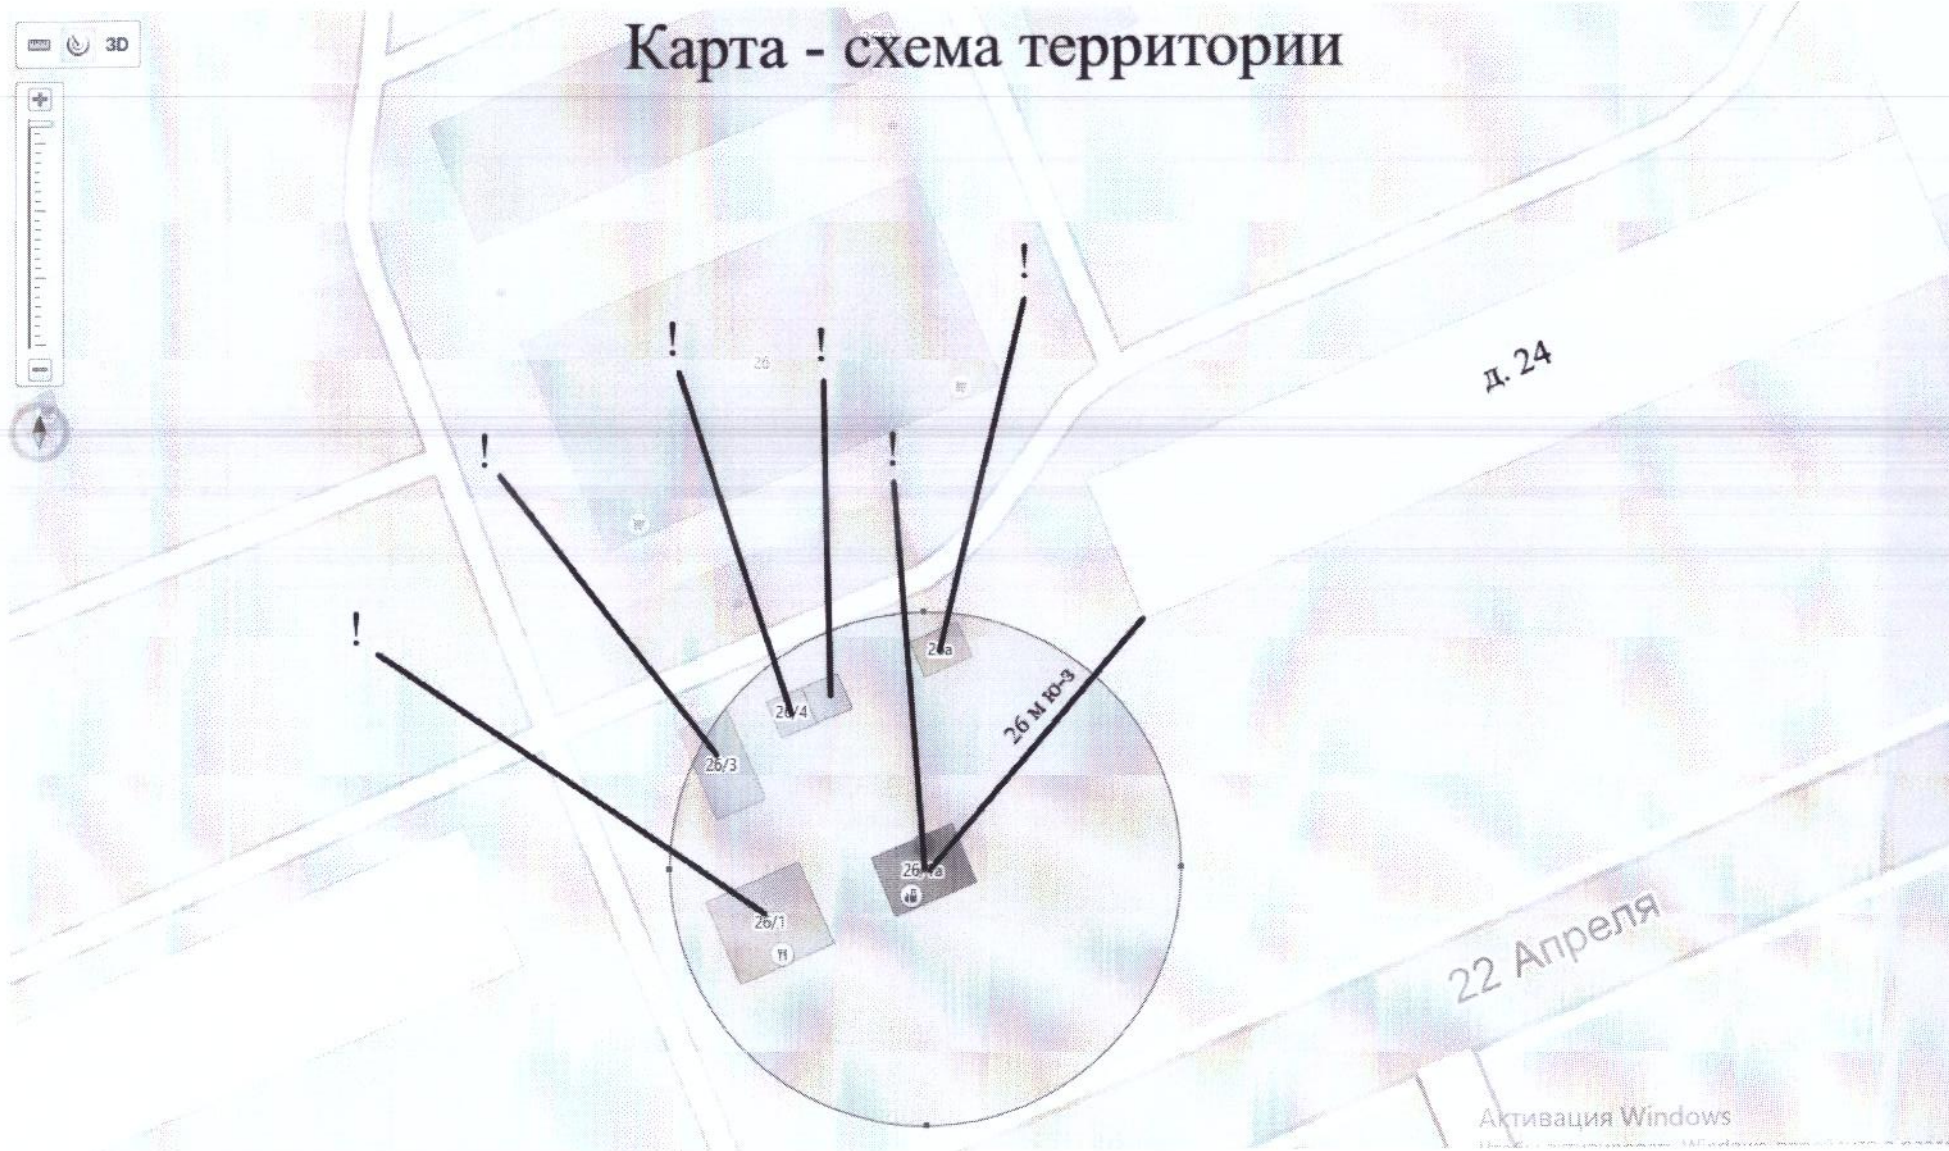 Карта - схема территории
3D
!
!
!
26
!
д. 24
!
!
26 м ю-з
26/4
26/3
26/1
22 Апреля
Активация Windows